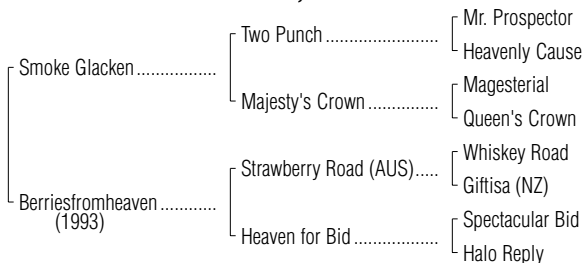 Mr. Prospector
Two Punch ......................
Heavenly Cause
Smoke Glacken ................
Magesterial
Majesty's Crown ..............
Queen's Crown
Whiskey Road
Strawberry Road (AUS).....
Giftisa (NZ)
Berriesfromheaven ...........
(1993)
Spectacular Bid
Heaven for Bid .................
Halo Reply